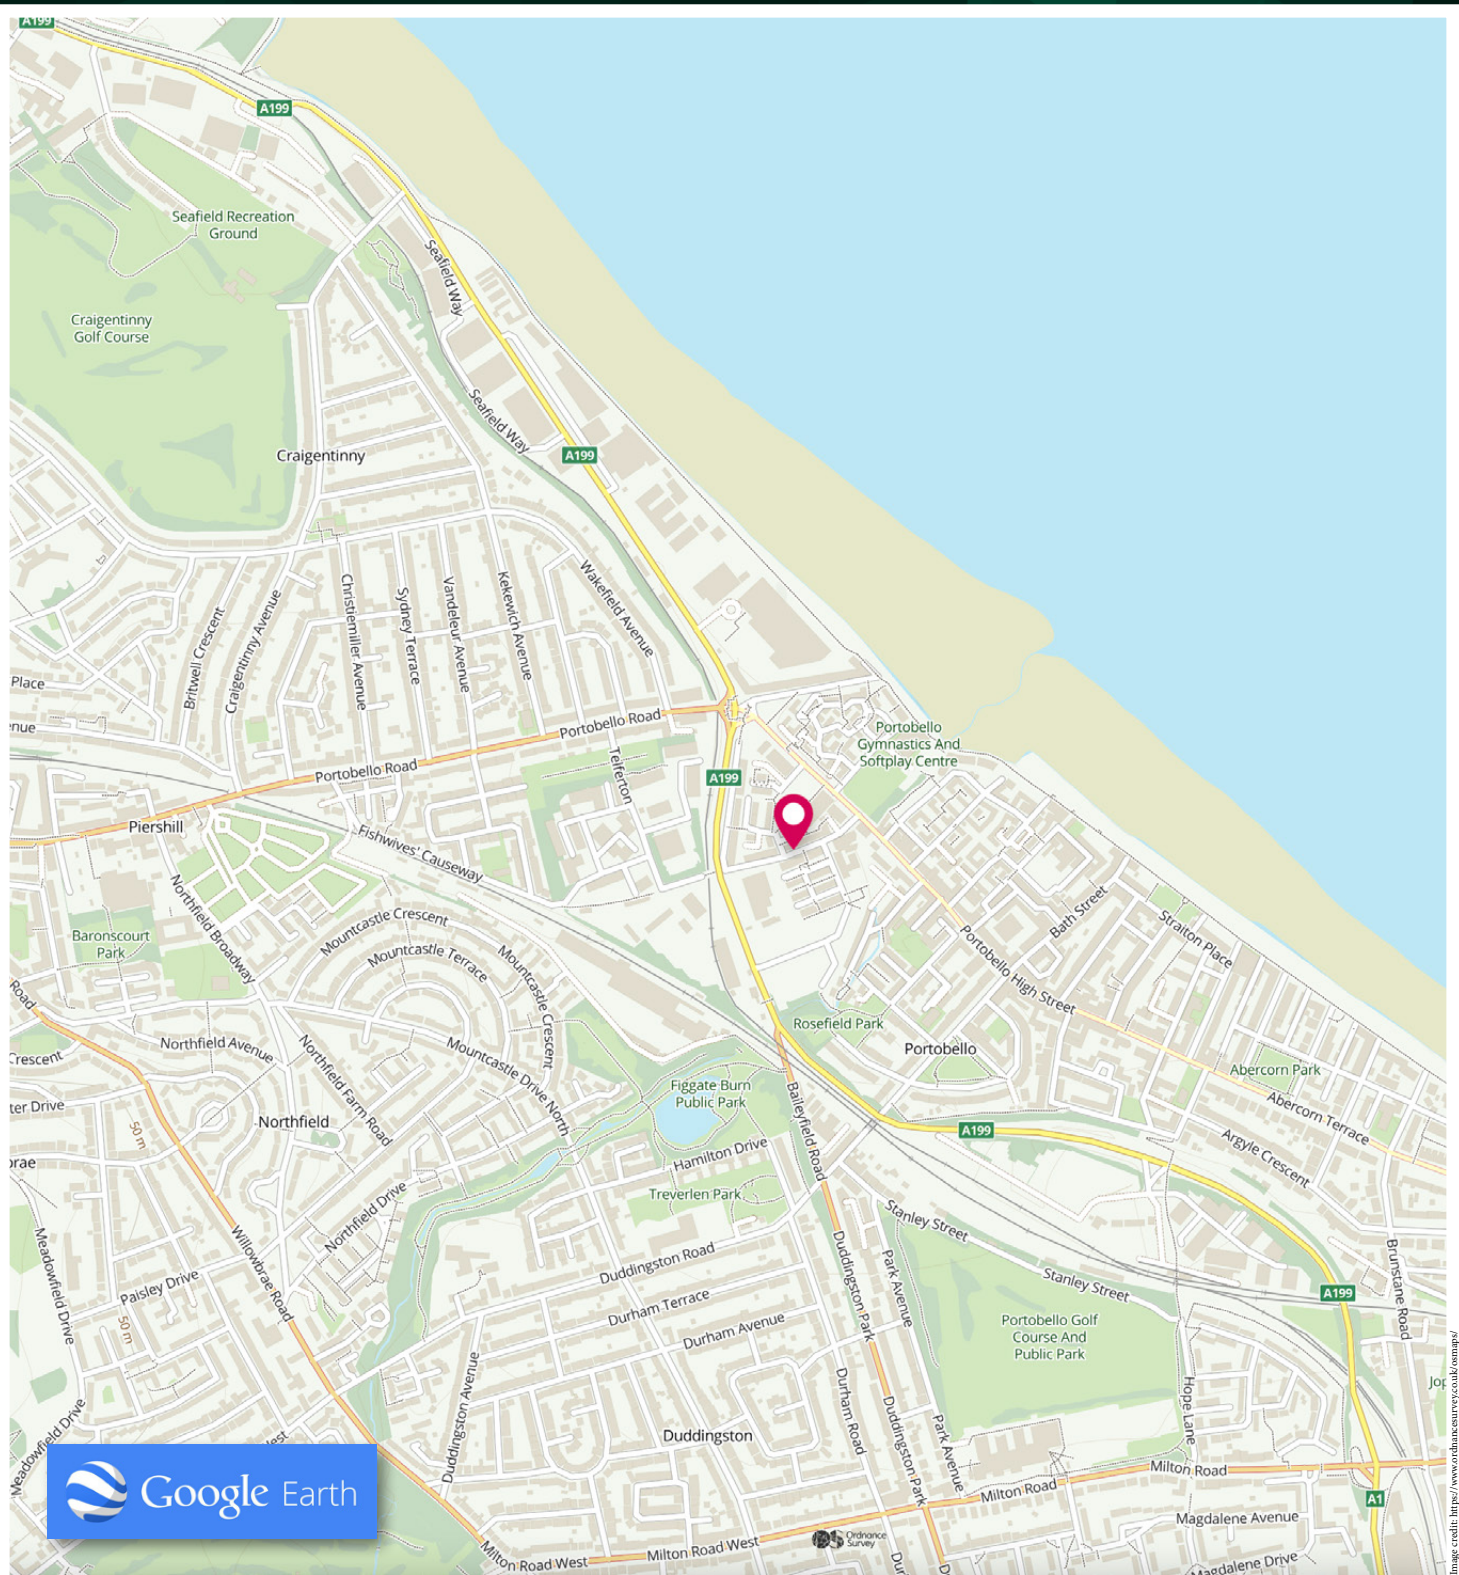 A199
A199
Seafield Recreation
Ground
Seafield Way
Craigentinny
Golf Course
Seafield Way
Craigentinny
A199
Wakefield Avenue
Kekewich Avenue
Vandeleur Avenue
Sydney Terrace
Christiemiller Avenue
Craigentinny Avenue
Britwell Crescent
Place
enue
Portobello Road
Portobello Road
Telferton
A199
Portobello
Gymnastics And
Softplay Centre
Piershill
Fishwives' Causeway
Northfield Broadway
Mountcastle Crescent
Mountcastle Terrace
Mountcastle Crescent
Baronscourt
Park
Bath Street
Straiton Place
Portobello High Street
Road
Rosefield Park
Portobello
Northfield Avenue
Crescent
Northfield Farm Road
Mountcastle Drive North
Figgate Burn
Public Park
Baileyfield Road
Abercorn Park
Abercorn Terrace
ter Drive
50 m
Northfield
A199
Argyle Crescent
Hamilton Drive
Treverlen Park
Northfield Drive
Stanley Street
Meadowfield Drive
Willowbrae Road
Paisley Drive
Duddingston Road
Duddingston Park
Park Avenue
Stanley Street
Brunstane Road
A199
50 m
Durham Terrace
Durham Avenue
Portobello Golf
Course And
Public Park
Durham Road
Duddingston Avenue
Hope Lane
Meadowfield Drive
Duddingston
Duddingston Park
Park Avenue
Milton Road
Milton Road
A1
Magdalene Avenue
Magdalene Drive
Milton Road West
Milton Road West
Ordnance
Survey
Google Earth
Image credit: https://www.ordnancesurvey.co.uk/osmaps/